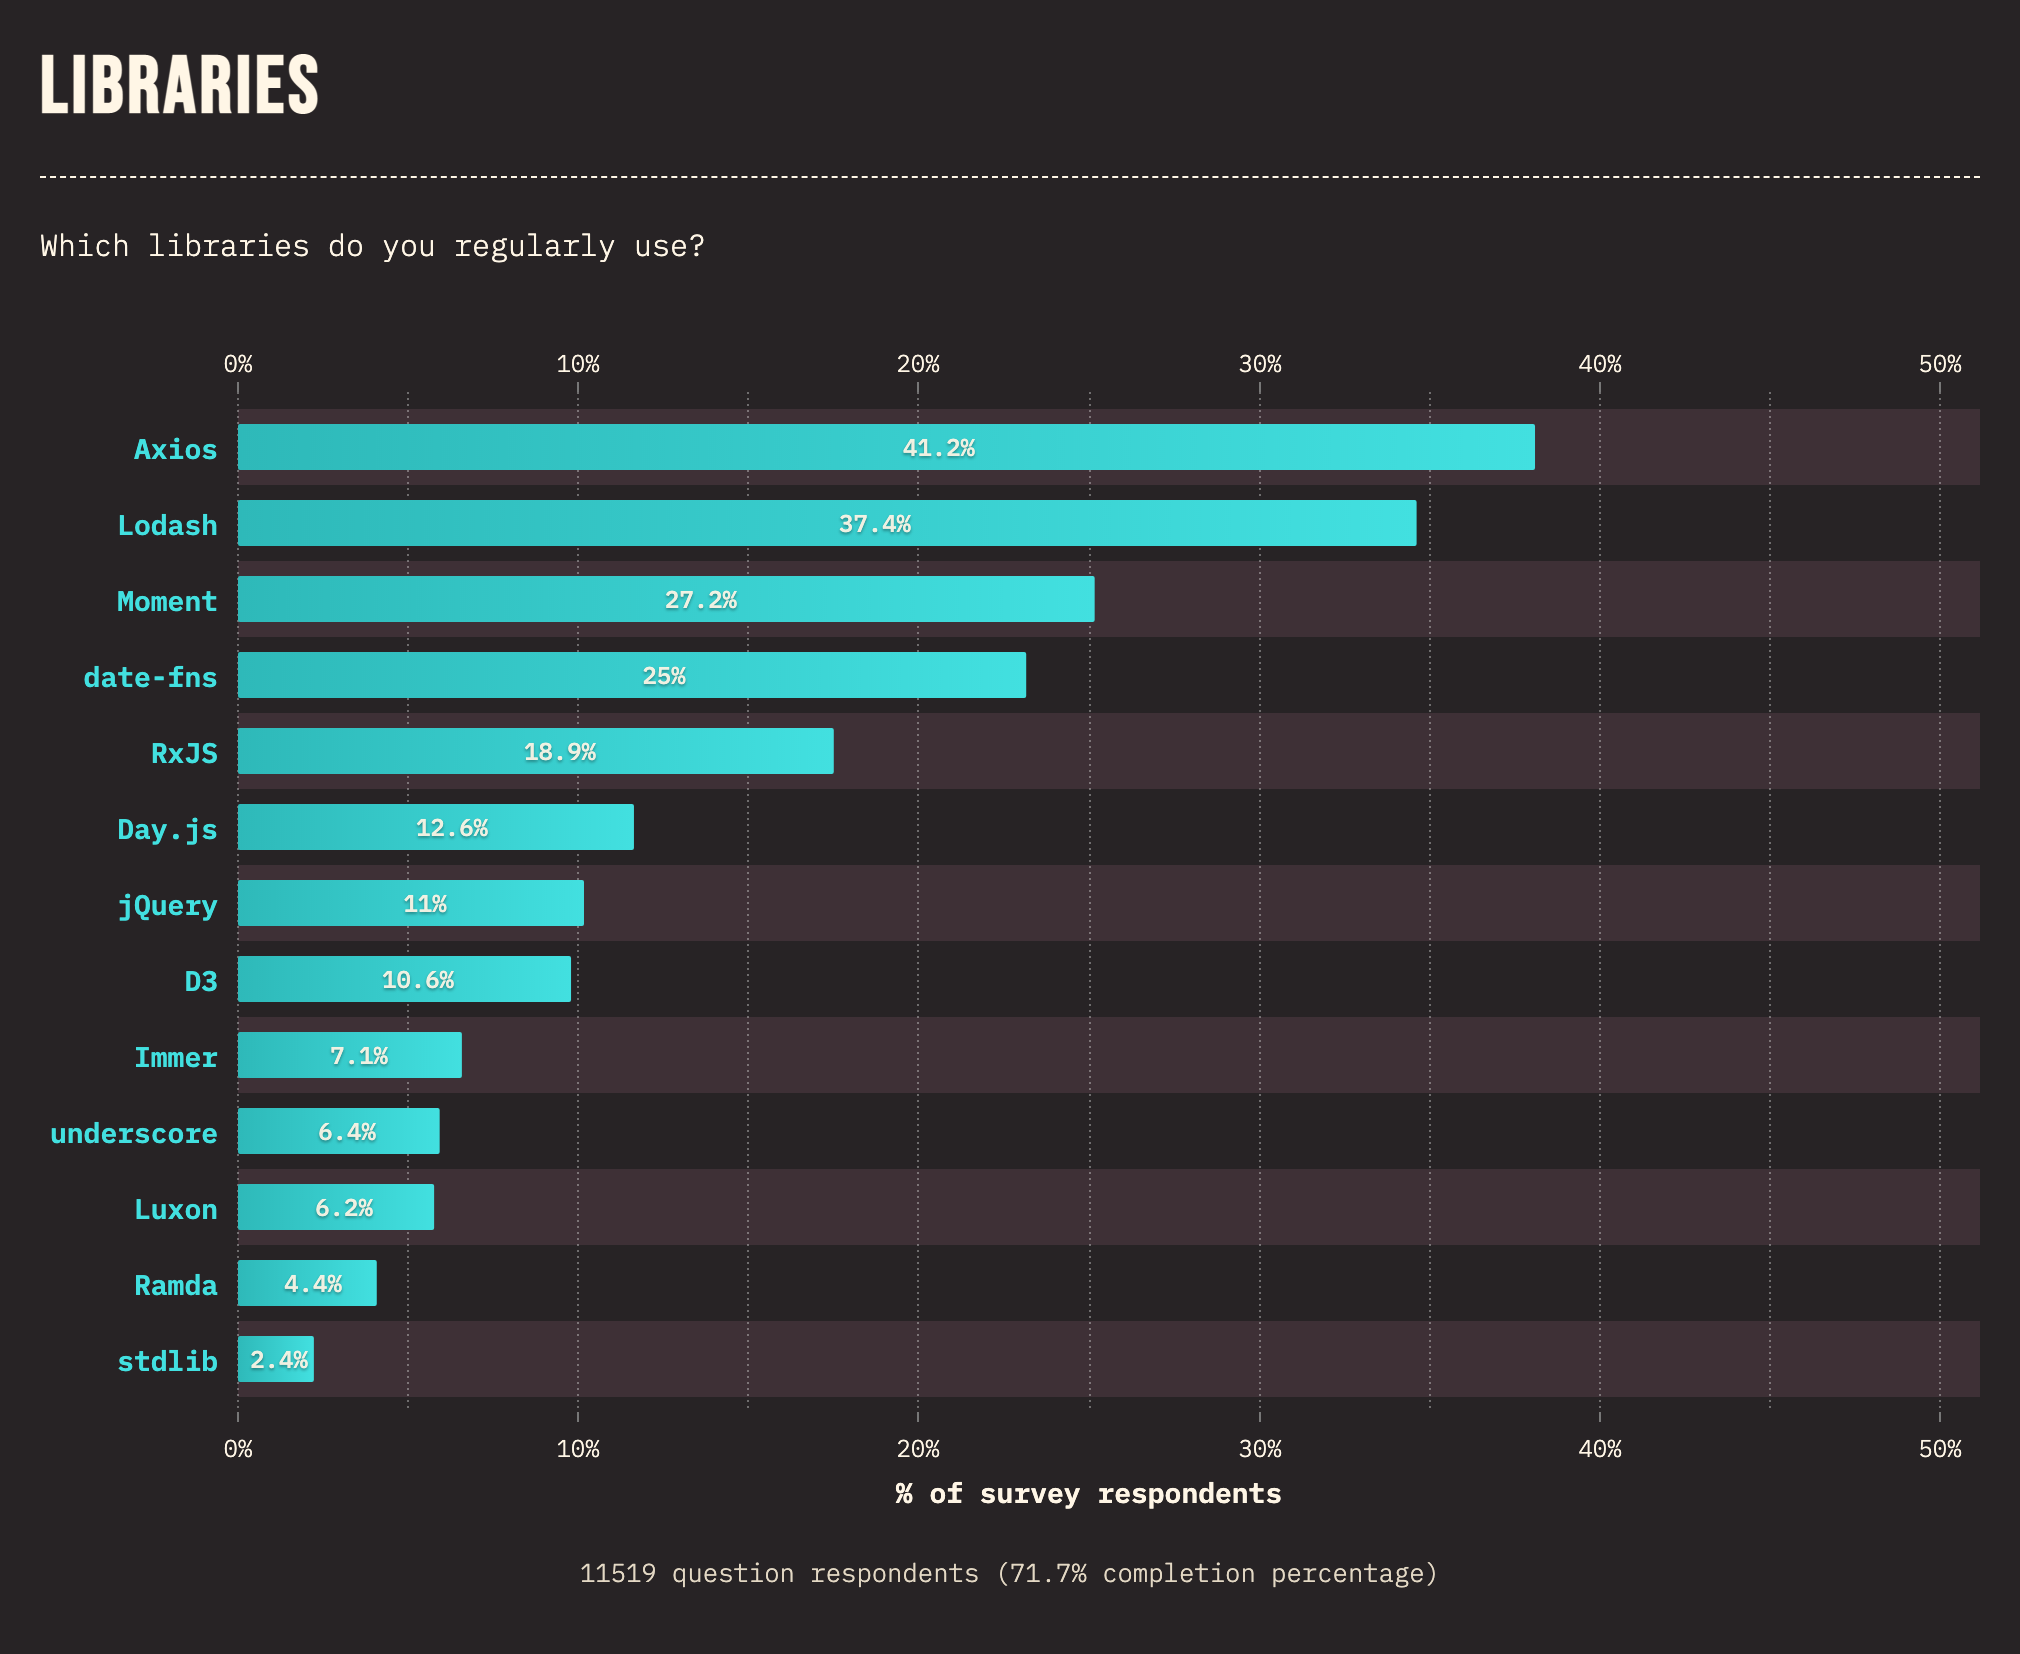 LIBRARIES
Which libraries do you regularly use?
0% 10% 20% 30% 40% 50%
Axios 41.2%
Lodash 37.4%
Moment 27.2%
date-fns 25%
RxJS 18.9%
Day.js 12.6%
jQuery 11%
D3 10.6%
Immer 7.1%
underscore 6.4%
Luxon 6.2%
Ramda 4.4%
stdlib 2.4%
0% 10% 20% 30% 40% 50%
% of survey respondents
11519 question respondents (71.7% completion percentage)